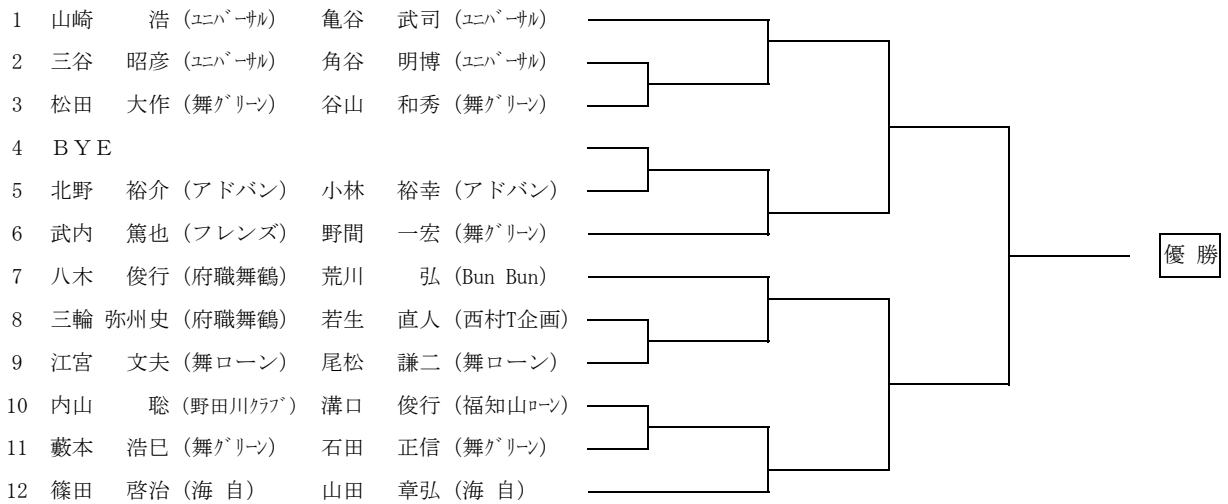 1 山崎 浩 (ﾕﾆﾊﾞｰｻﾙ) 亀谷 武司 (ﾕﾆﾊﾞｰｻﾙ)
2 三谷 昭彦 (ﾕﾆﾊﾞｰｻﾙ) 角谷 明博 (ﾕﾆﾊﾞｰｻﾙ)
3 松田 大作 (舞ｸﾞﾘｰﾝ) 谷山 和秀 (舞ｸﾞﾘｰﾝ)
4 ＢＹＥ
5 北野 裕介 (アドバン) 小林 裕幸 (アドバン)
6 武内 篤也 (フレンズ) 野間 一宏 (舞ｸﾞﾘｰﾝ)
優 勝
7 八木 俊行 (府職舞鶴) 荒川 弘 (Bun Bun)
8 三輪 弥州史 (府職舞鶴) 若生 直人 (西村T企画)
9 江宮 文夫 (舞ローン) 尾松 謙二 (舞ローン)
10 内山 聡 (野田川ｸﾗﾌﾞ) 溝口 俊行 (福知山ﾛｰﾝ)
11 藪本 浩巳 (舞ｸﾞﾘｰﾝ) 石田 正信 (舞ｸﾞﾘｰﾝ)
12 篠田 啓治 (海 自) 山田 章弘 (海 自)